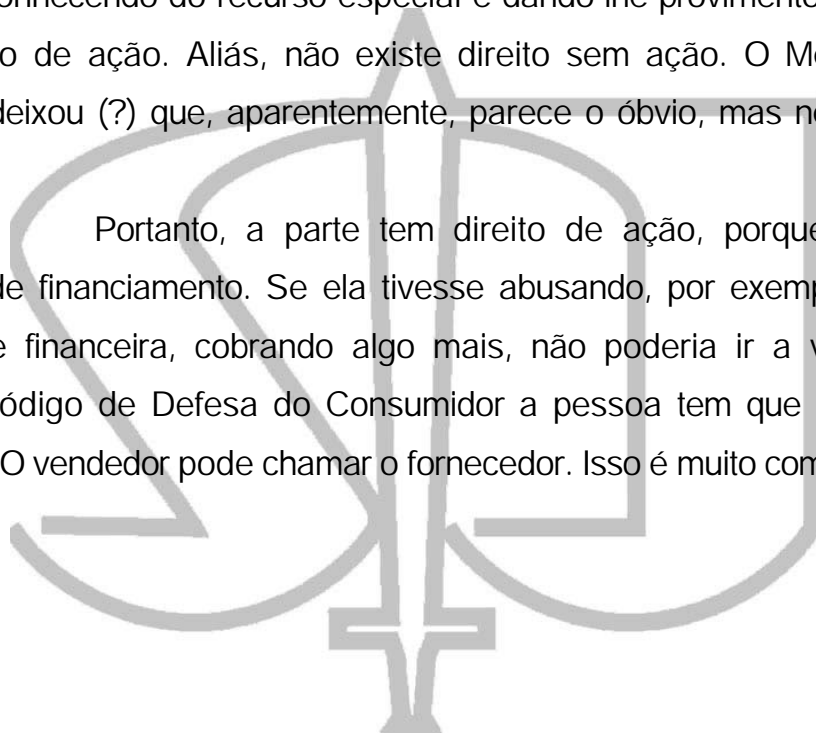 onhecendo do recurso especial e dando-lhe provimento
o de ação. Aliás, não existe direito sem ação. O Me
deixou (?) que, aparentemente, parece o óbvio, mas n
Portanto, a parte tem direito de ação, porque
de financiamento. Se ela tivesse abusando, por exemp
e financeira, cobrando algo mais, não poderia ir a v
ódigo de Defesa do Consumidor a pessoa tem que
O vendedor pode chamar o fornecedor. Isso é muito com